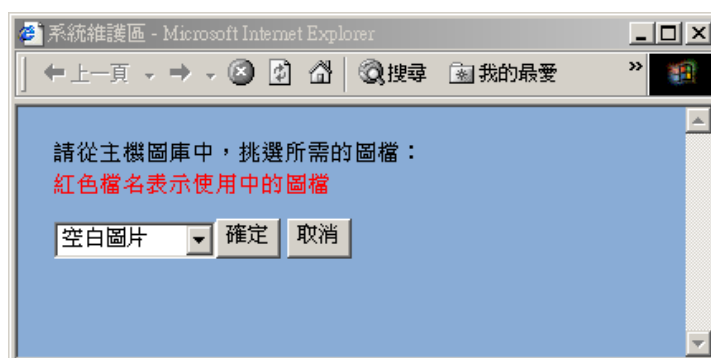 系統維護區 - Microsoft Internet Explorer
上一頁 搜尋 我的最愛 »
請從主機圖庫中，挑選所需的圖檔：
紅色檔名表示使用中的圖檔
空白圖片 確定 取消